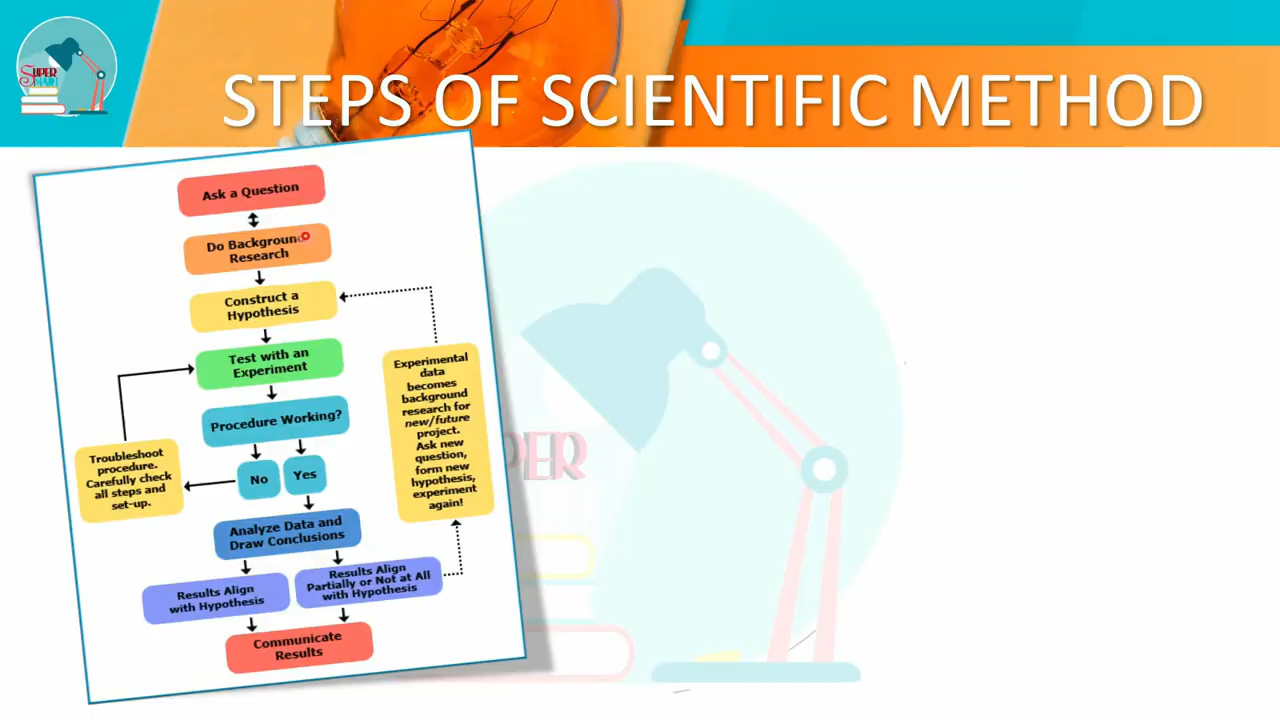 SUPER
SMART
STEPS OF SCIENTIFIC METHOD
Ask a Question
Do Background
Research
Construct a
Hypothesis
Test with an
Experiment
Procedure Working?
No
Yes
Troubleshoot
procedure.
Carefully check
all steps and
set-up.
Experimental
data
becomes
background
research for
new/future
project.
Ask new
question,
form new
hypothesis,
experiment
again!
Analyze Data and
Draw Conclusions
Results Align
with Hypothesis
Results Align
Partially or Not at All
with Hypothesis
Communicate
Results
PER